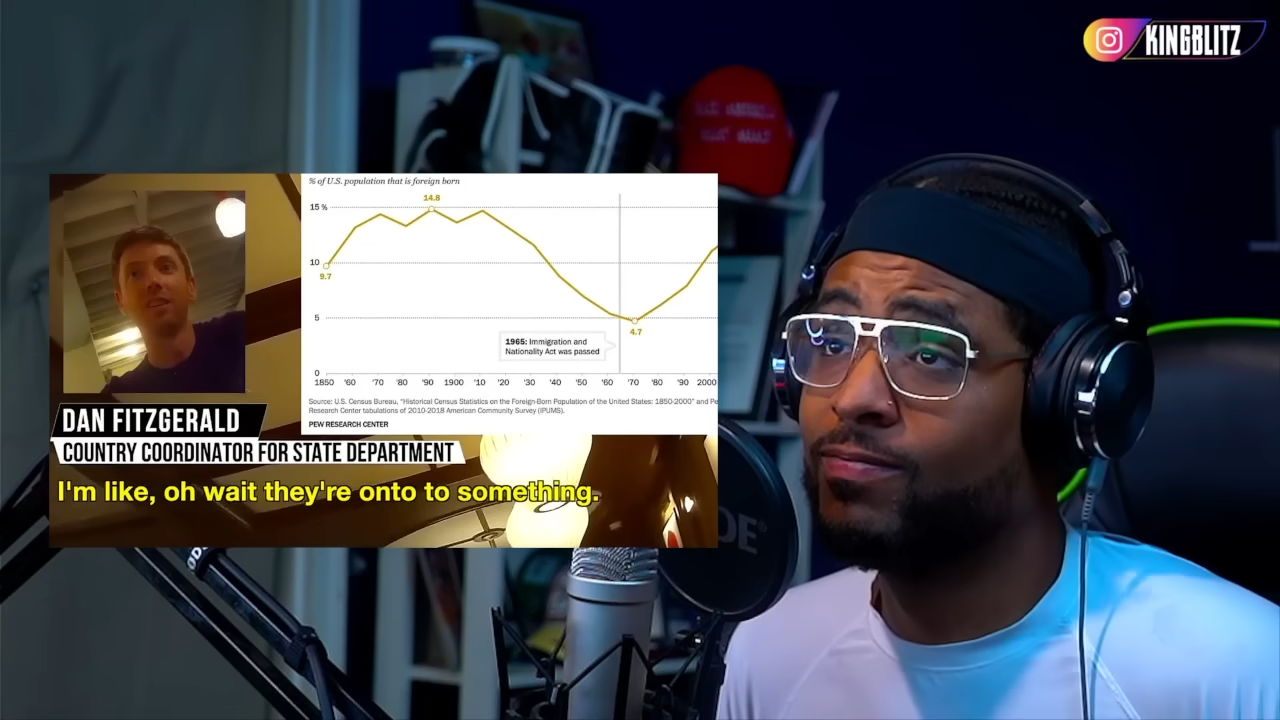 KINGBLITZ
% of U.S. population that is foreign born
15 %
14.8
10
9.7
5
4.7
1965: Immigration and
Nationality Act was passed
0
1850 '60 '70 '80 '90 1900 '10 '20 '30 '40 '50 '60 '70 '80 '90 2000
Source: U.S. Census Bureau, "Historical Census Statistics on the Foreign-Born Population of the United States: 1850-2000" and Pe
Research Center tabulations of 2010-2018 American Community Survey (IPUMS).
PEW RESEARCH CENTER
DAN FITZGERALD
COUNTRY COORDINATOR FOR STATE DEPARTMENT
I'm like, oh wait they're onto to something.
DE